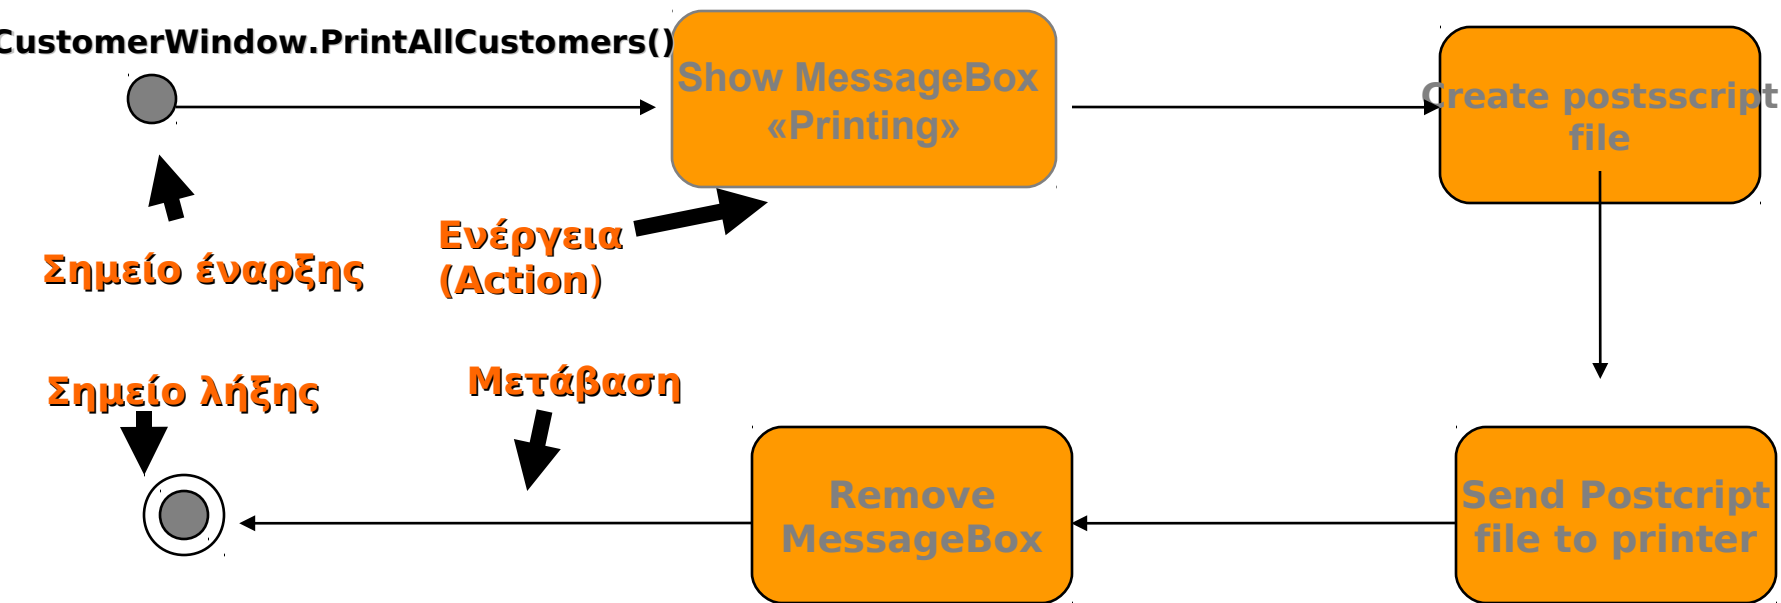 CustomerWindow.PrintAllCustomers()
Show MessageBox
«Printing»
Create postsscript
file
Σημείο έναρξης
Ενέργεια
(Action)
Σημείο λήξης
Μετάβαση
Remove
MessageBox
Send Postcript
file to printer